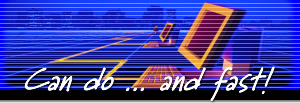 Can do ... and fast!